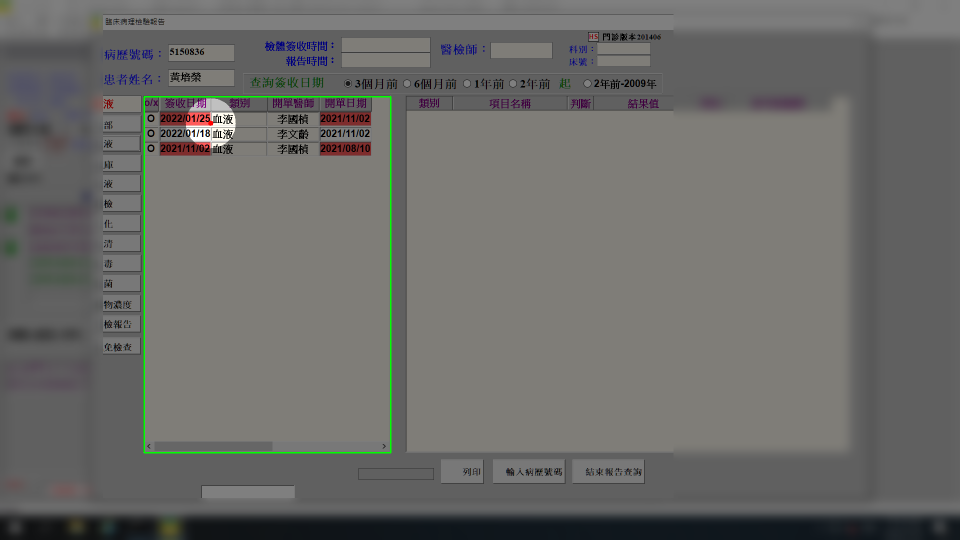 臨床病理檢驗報告
HS 門診版本201406
病歷號碼： 5150836 檢體簽收時間： 醫檢師： 科別：
報告時間： 床號：
患者姓名： 黃培榮 查詢簽收日期 3個月前 6個月前 1年前 2年前 起 2年前-2009年
液 o/x 簽收日期 類別 開單醫師 開單日期 類別 項目名稱 判斷 結果值
O 2022/01/25 血液 李國楨 2021/11/02
部 O 2022/01/18 血液 李文齡 2021/11/02
液 O 2021/11/02 血液 李國楨 2021/08/10
庫
液
檢
化
清
毒
菌
物濃度
檢報告
免檢查
列印 輸入病歷號碼 結束報告查詢